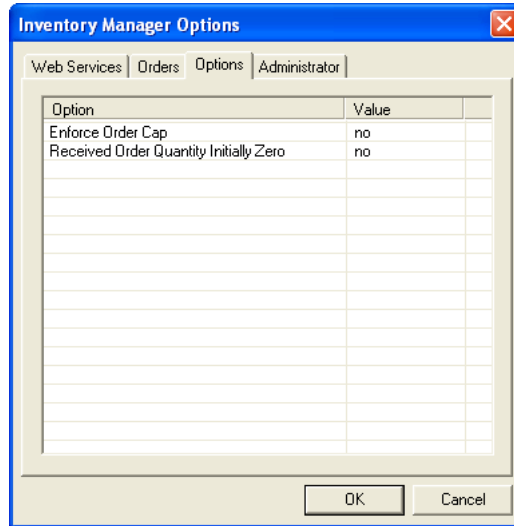 Inventory Manager Options
Web Services Orders Options Administrator
Option Value
Enforce Order Cap no
Received Order Quantity Initially Zero no
OK Cancel